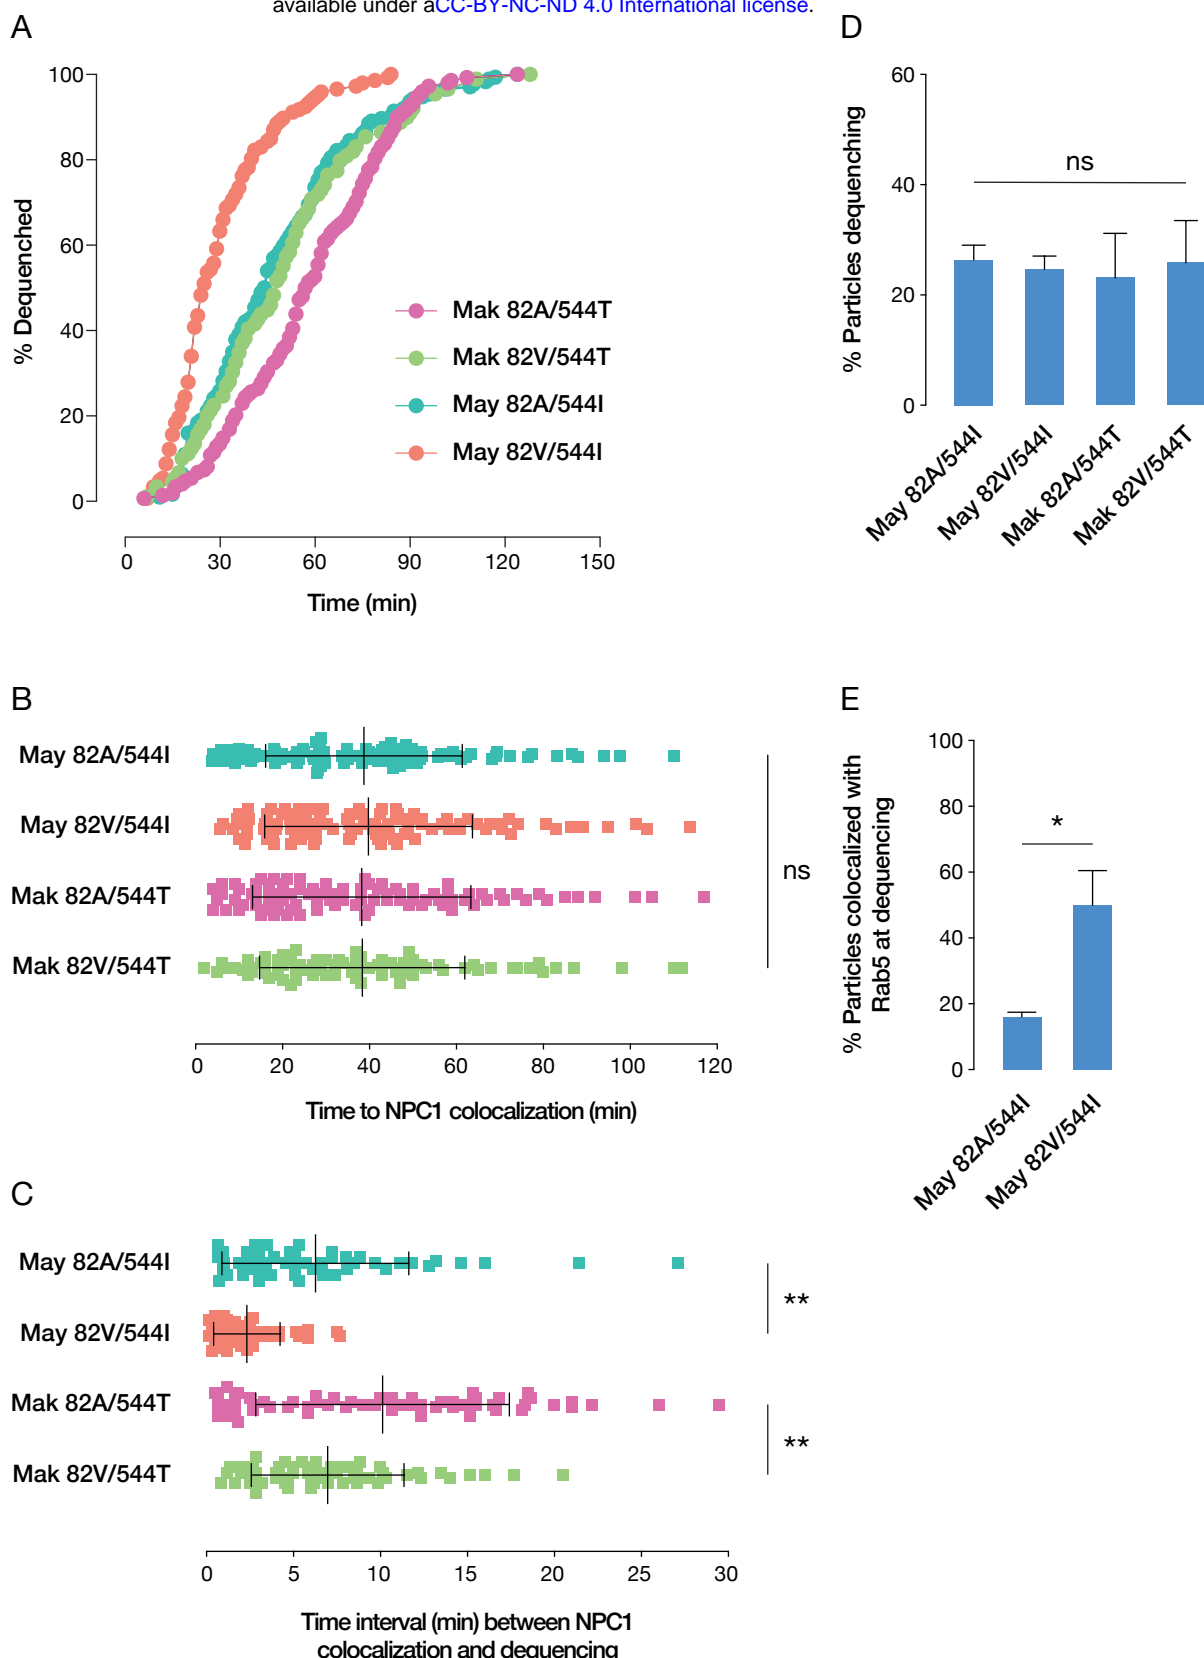 available under aCC-BY-NC-ND 4.0 International license.
A
100
80
60
40
20
0
% Dequenched
0 30 60 90 120 150
Time (min)
Mak 82A/544T
Mak 82V/544T
May 82A/544I
May 82V/544I
D
60
40
20
0
% Particles dequenching
ns
May 82A/544I
May 82V/544I
Mak 82A/544T
Mak 82V/544T
B
May 82A/544I
May 82V/544I
Mak 82A/544T
Mak 82V/544T
ns
0 20 40 60 80 100 120
Time to NPC1 colocalization (min)
E
100
80
60
40
20
0
% Particles colocalized with
Rab5 at dequencing
*
May 82A/544I
May 82V/544I
C
May 82A/544I
May 82V/544I
Mak 82A/544T
Mak 82V/544T
**
**
0 5 10 15 20 25 30
Time interval (min) between NPC1
colocalization and dequencing